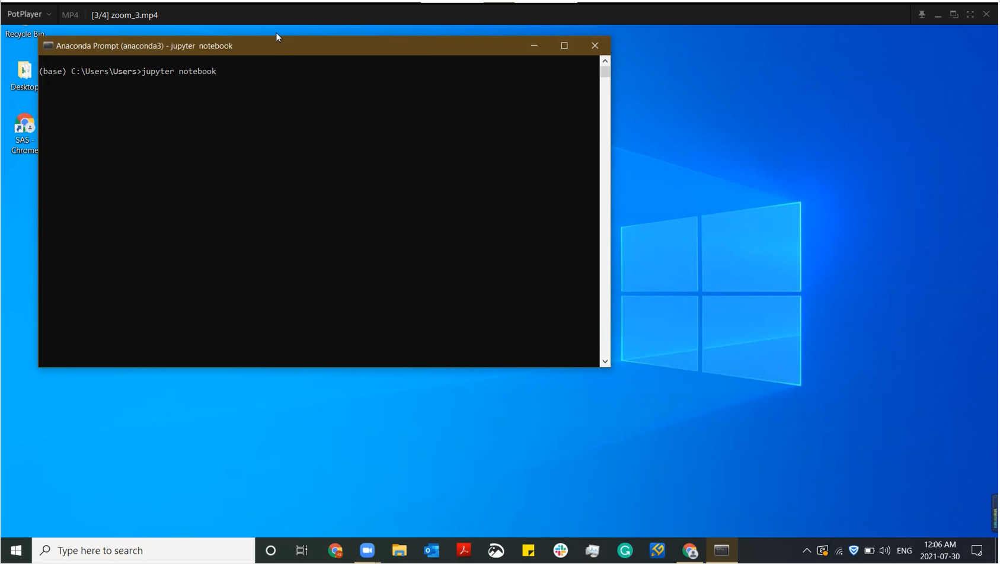 PotPlayer
MP4
[3/4] zoom_3.mp4
Recycle Bin
Anaconda Prompt (anaconda3) - jupyter  notebook
(base) C:\Users\Users>jupyter notebook
Desktop
SAS -
Chrome
Type here to search
Hz
ENG
12:06 AM
2021-07-30